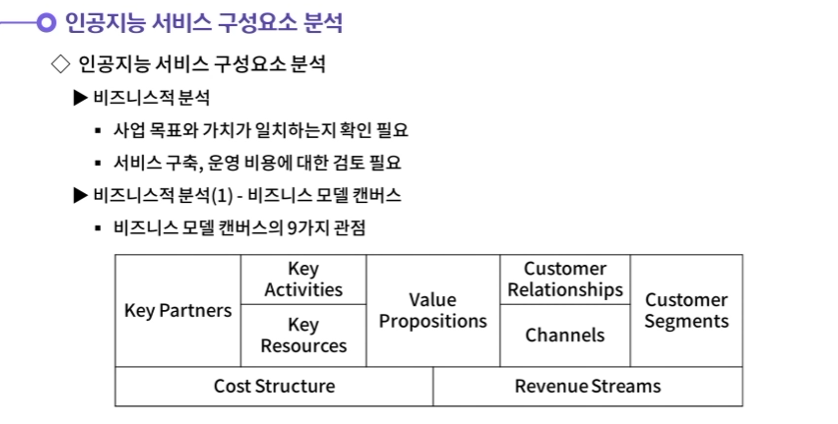 인공지능 서비스 구성요소 분석
◇ 인공지능 서비스 구성요소 분석
▶ 비즈니스적 분석
▪ 사업 목표와 가치가 일치하는지 확인 필요
▪ 서비스 구축, 운영 비용에 대한 검토 필요
▶ 비즈니스적 분석(1) - 비즈니스 모델 캔버스
▪ 비즈니스 모델 캔버스의 9가지 관점
Key Partners
Key
Activities
Key
Resources
Value
Propositions
Customer
Relationships
Channels
Customer
Segments
Cost Structure
Revenue Streams